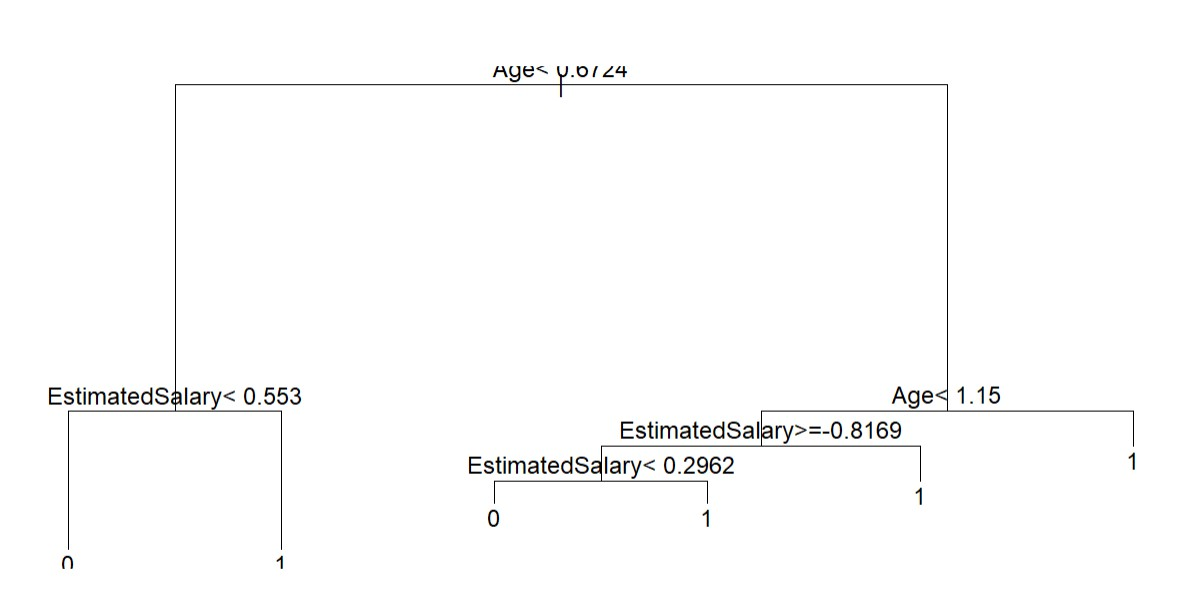 Age< 0.6724
EstimatedSalary< 0.553
Age< 1.15
EstimatedSalary>=-0.8169
EstimatedSalary< 0.2962
1
1
0
1
0
1